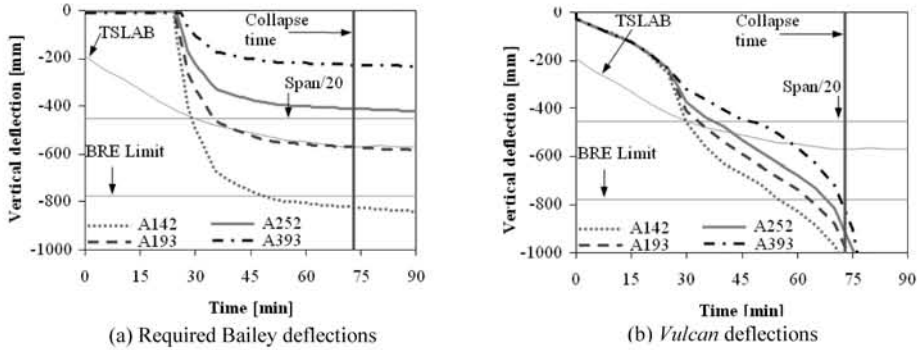 0
-200
-400
-600
-800
-1000
Vertical deflection [mm]
TSLAB
Collapse time
Span/20
BRE Limit
A142
A252
A193
A393
0 15 30 45 60 75 90
Time [min]
(a) Required Bailey deflections
0
-200
-400
-600
-800
-1000
Vertical deflection [mm]
TSLAB
Collapse
time
Span/20
BRE Limit
A142
A252
A193
A393
0 15 30 45 60 75 90
Time [min]
(b) Vulcan deflections